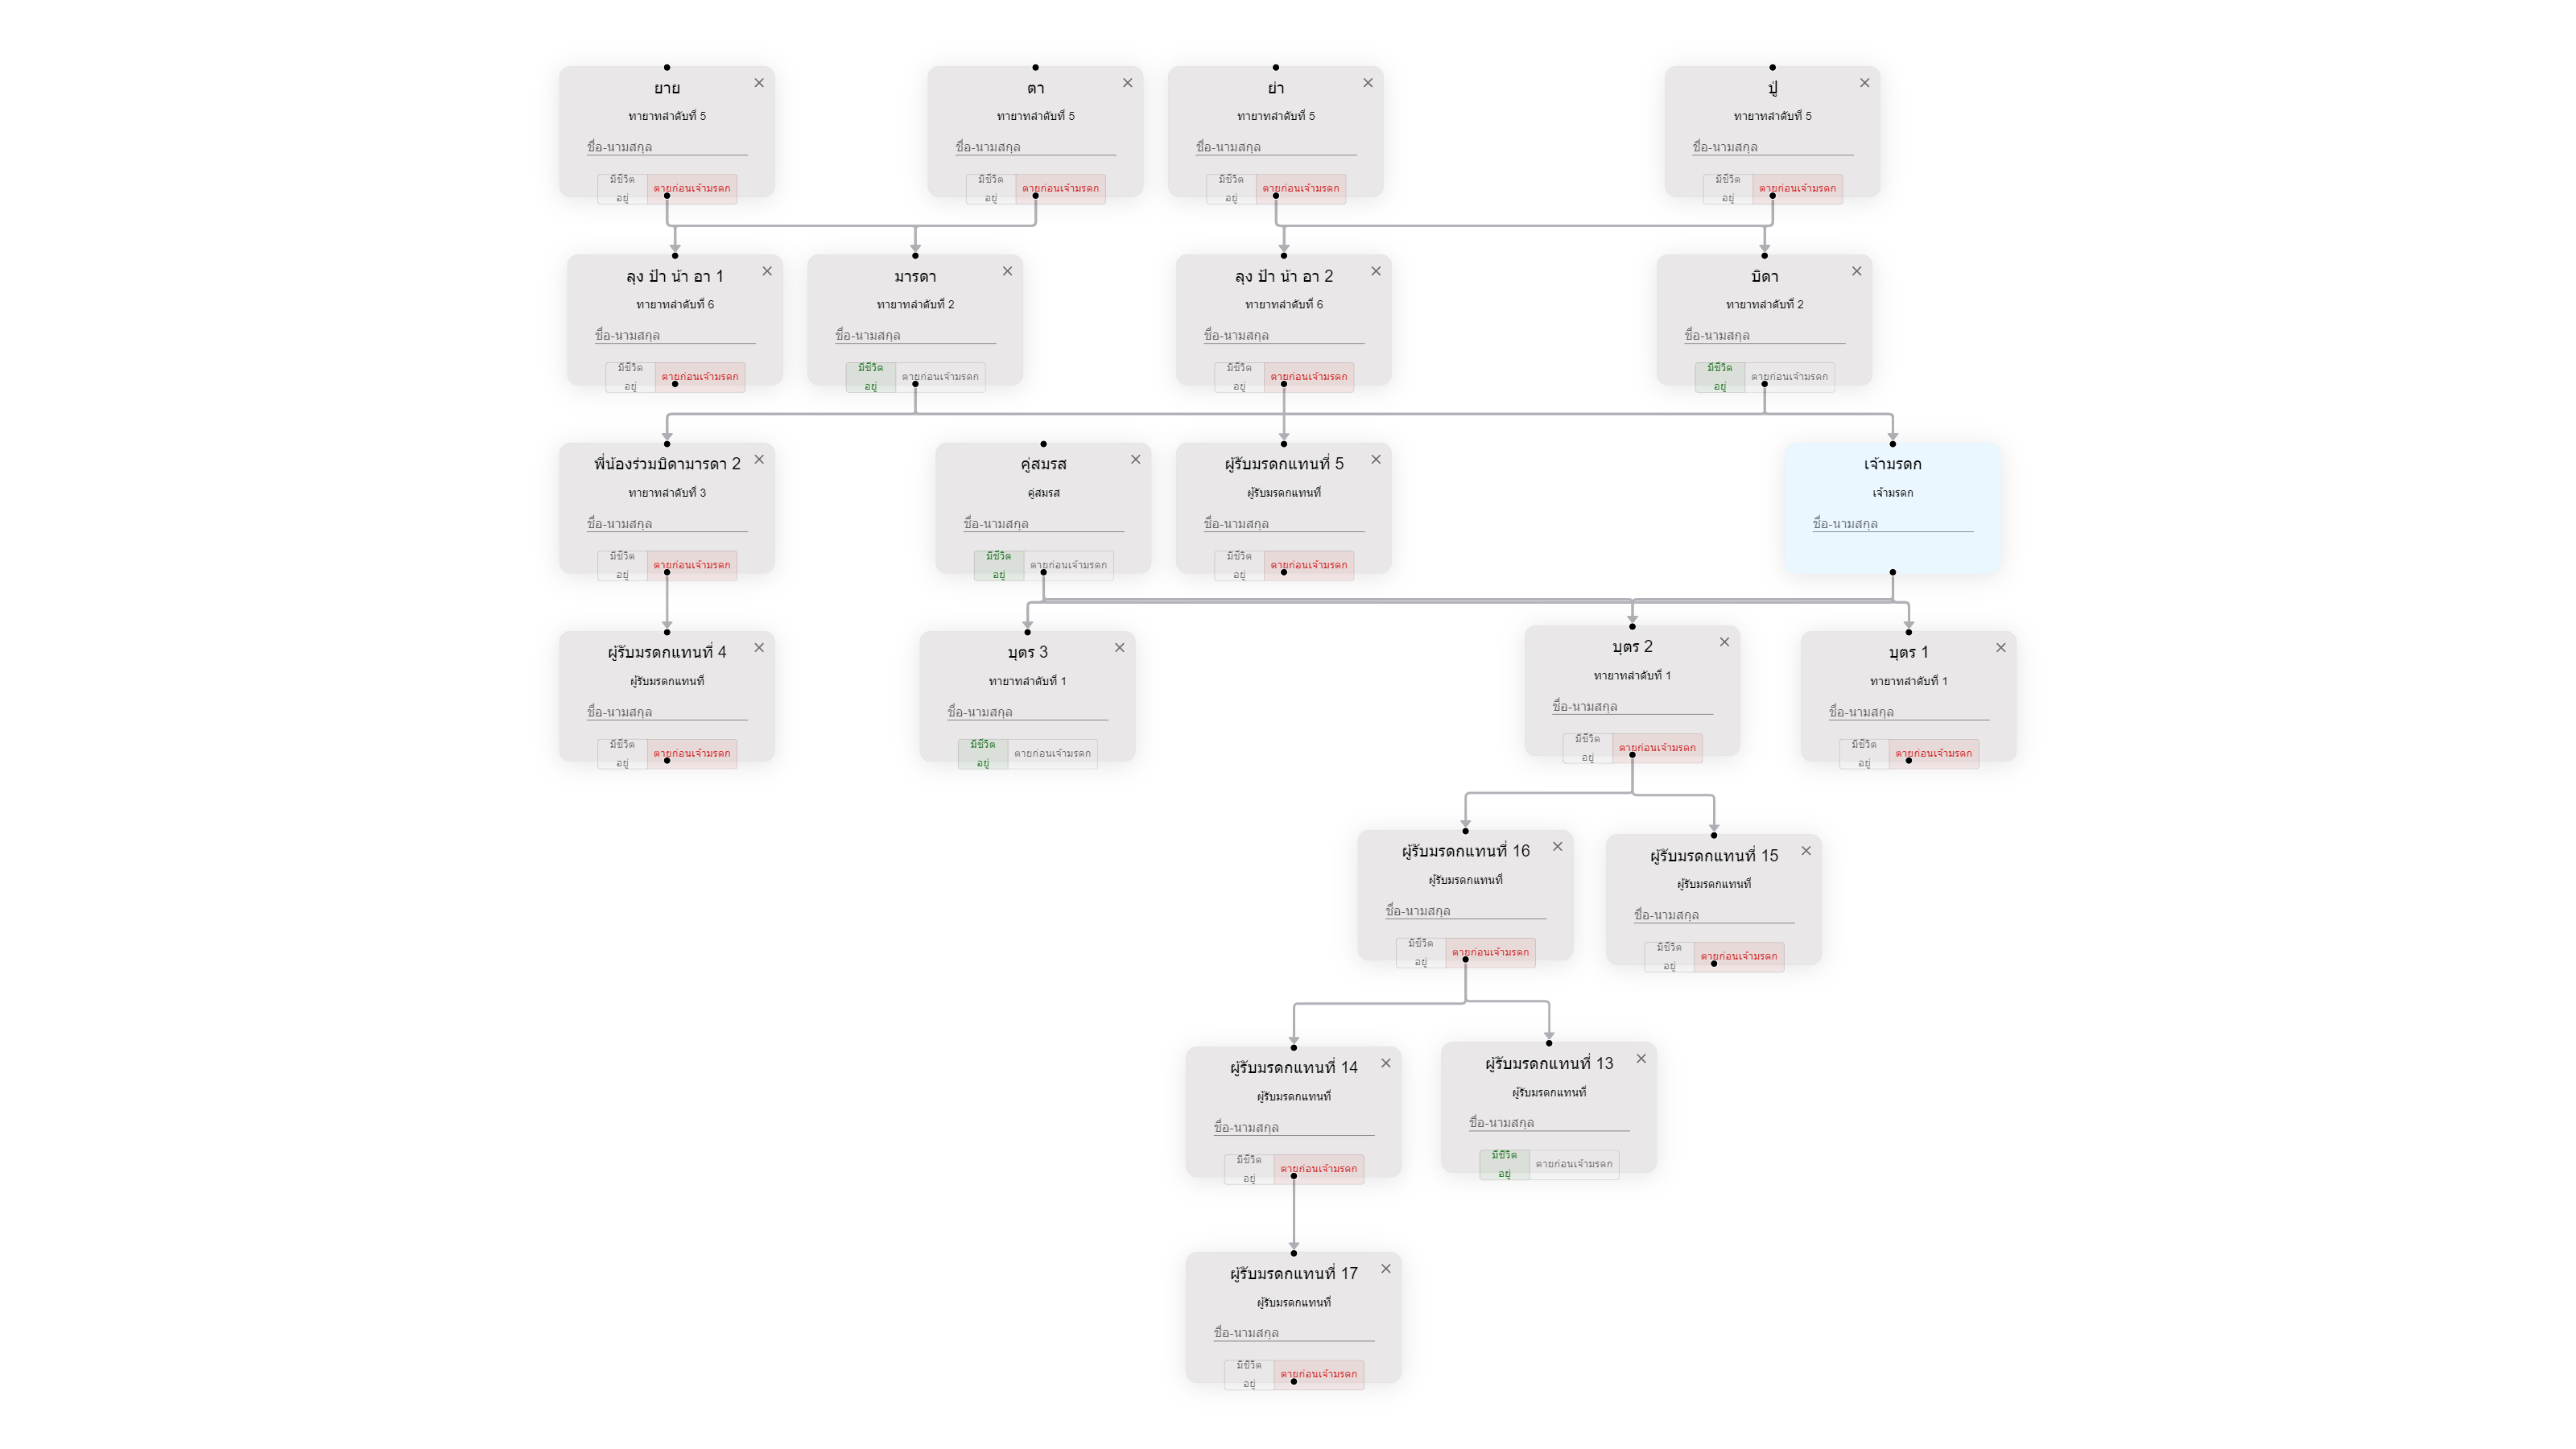 ยาย
ทายาทลำดับที่ 5
ชื่อ-นามสกุล
มีชีวิต
อยู่
ตายก่อนเจ้ามรดก
ตา
ทายาทลำดับที่ 5
ชื่อ-นามสกุล
มีชีวิต
อยู่
ตายก่อนเจ้ามรดก
ย่า
ทายาทลำดับที่ 5
ชื่อ-นามสกุล
มีชีวิต
อยู่
ตายก่อนเจ้ามรดก
ปู่
ทายาทลำดับที่ 5
ชื่อ-นามสกุล
มีชีวิต
อยู่
ตายก่อนเจ้ามรดก
ลุง ป้า น้า อา 1
ทายาทลำดับที่ 6
ชื่อ-นามสกุล
มีชีวิต
อยู่
ตายก่อนเจ้ามรดก
มารดา
ทายาทลำดับที่ 2
ชื่อ-นามสกุล
มีชีวิต
อยู่
ตายก่อนเจ้ามรดก
ลุง ป้า น้า อา 2
ทายาทลำดับที่ 6
ชื่อ-นามสกุล
มีชีวิต
อยู่
ตายก่อนเจ้ามรดก
บิดา
ทายาทลำดับที่ 2
ชื่อ-นามสกุล
มีชีวิต
อยู่
ตายก่อนเจ้ามรดก
พี่น้องร่วมบิดามารดา 2
ทายาทลำดับที่ 3
ชื่อ-นามสกุล
มีชีวิต
อยู่
ตายก่อนเจ้ามรดก
คู่สมรส
คู่สมรส
ชื่อ-นามสกุล
มีชีวิต
อยู่
ตายก่อนเจ้ามรดก
ผู้รับมรดกแทนที่ 5
ผู้รับมรดกแทนที่
ชื่อ-นามสกุล
มีชีวิต
อยู่
ตายก่อนเจ้ามรดก
เจ้ามรดก
เจ้ามรดก
ชื่อ-นามสกุล
ผู้รับมรดกแทนที่ 4
ผู้รับมรดกแทนที่
ชื่อ-นามสกุล
มีชีวิต
อยู่
ตายก่อนเจ้ามรดก
บุตร 3
ทายาทลำดับที่ 1
ชื่อ-นามสกุล
มีชีวิต
อยู่
ตายก่อนเจ้ามรดก
บุตร 2
ทายาทลำดับที่ 1
ชื่อ-นามสกุล
มีชีวิต
อยู่
ตายก่อนเจ้ามรดก
บุตร 1
ทายาทลำดับที่ 1
ชื่อ-นามสกุล
มีชีวิต
อยู่
ตายก่อนเจ้ามรดก
ผู้รับมรดกแทนที่ 16
ผู้รับมรดกแทนที่
ชื่อ-นามสกุล
มีชีวิต
อยู่
ตายก่อนเจ้ามรดก
ผู้รับมรดกแทนที่ 15
ผู้รับมรดกแทนที่
ชื่อ-นามสกุล
มีชีวิต
อยู่
ตายก่อนเจ้ามรดก
ผู้รับมรดกแทนที่ 14
ผู้รับมรดกแทนที่
ชื่อ-นามสกุล
มีชีวิต
อยู่
ตายก่อนเจ้ามรดก
ผู้รับมรดกแทนที่ 13
ผู้รับมรดกแทนที่
ชื่อ-นามสกุล
มีชีวิต
อยู่
ตายก่อนเจ้ามรดก
ผู้รับมรดกแทนที่ 17
ผู้รับมรดกแทนที่
ชื่อ-นามสกุล
มีชีวิต
อยู่
ตายก่อนเจ้ามรดก